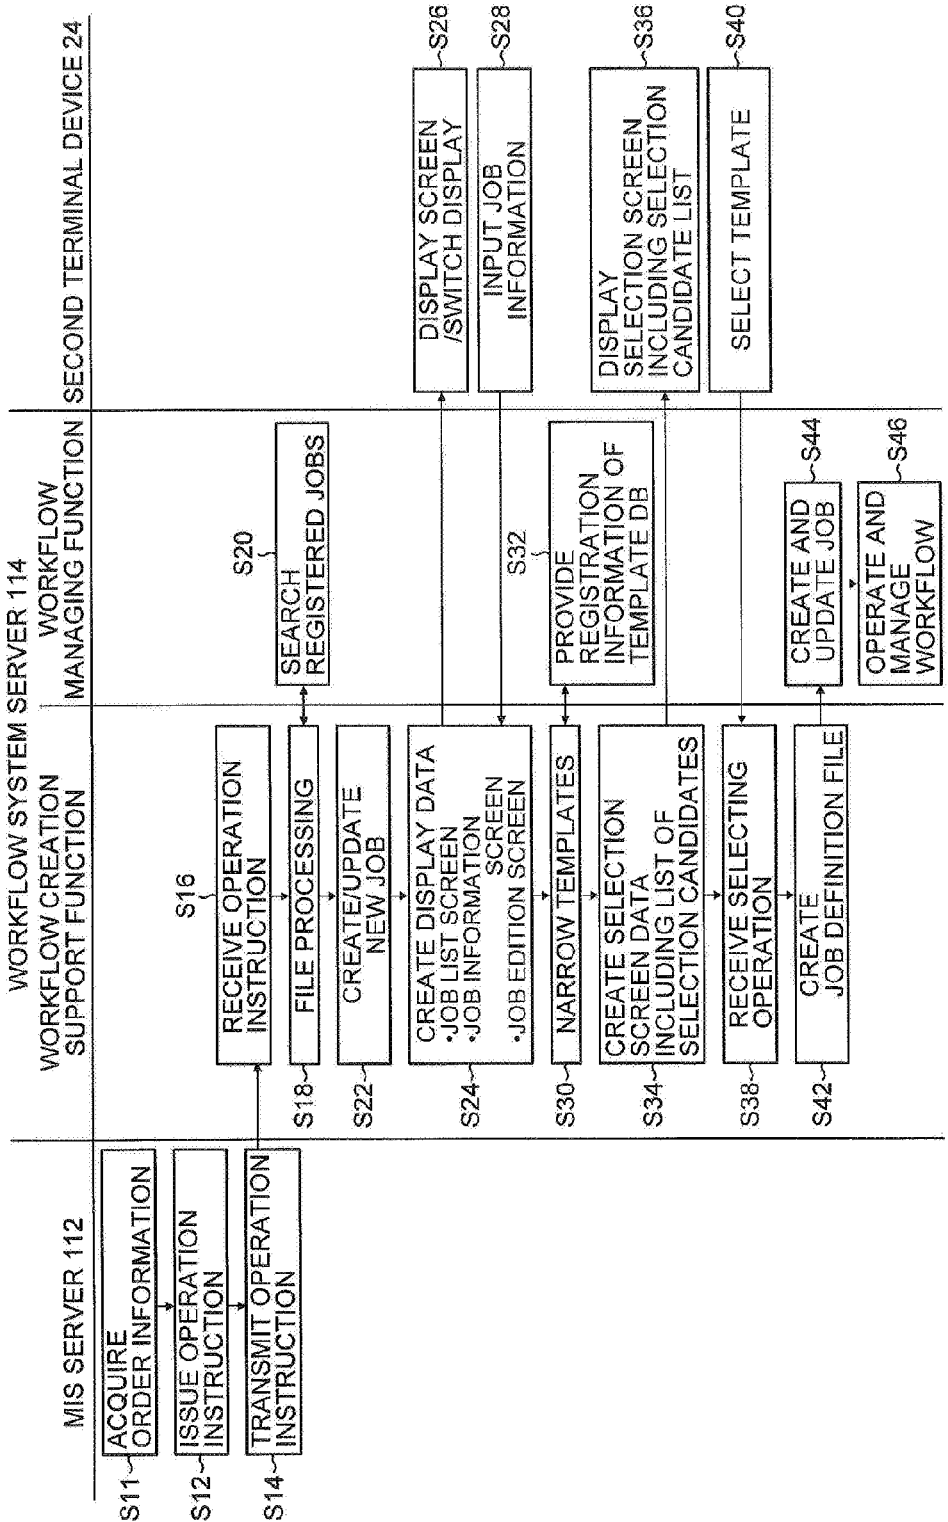 WORKFLOW SYSTEM SERVER 114
MIS SERVER 112
WORKFLOW CREATION
SUPPORT FUNCTION
WORKFLOW
MANAGING FUNCTION
SECOND TERMINAL DEVICE 24
S11
ACQUIRE
ORDER INFORMATION
S12
ISSUE OPERATION
INSTRUCTION
S14
TRANSMIT OPERATION
INSTRUCTION
S16
RECEIVE OPERATION
INSTRUCTION
S18
FILE PROCESSING
S20
SEARCH
REGISTERED JOBS
S22
CREATE/UPDATE
NEW JOB
S24
CREATE DISPLAY DATA
•JOB LIST SCREEN
•JOB INFORMATION
SCREEN
•JOB EDITION SCREEN
DISPLAY SCREEN
/SWITCH DISPLAY
S26
INPUT JOB
INFORMATION
S28
S30
NARROW TEMPLATES
S32
PROVIDE
REGISTRATION
INFORMATION OF
TEMPLATE DB
S34
CREATE SELECTION
SCREEN DATA
INCLUDING LIST OF
SELECTION CANDIDATES
DISPLAY
SELECTION SCREEN
INCLUDING SELECTION
CANDIDATE LIST
S36
S38
RECEIVE SELECTING
OPERATION
SELECT TEMPLATE
S40
S42
CREATE
JOB DEFINITION FILE
CREATE AND
UPDATE JOB
S44
OPERATE AND
MANAGE
WORKFLOW
S46